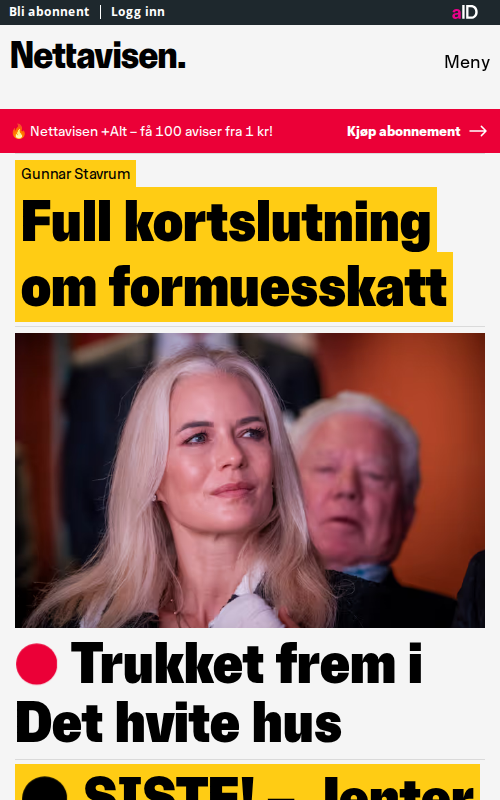 Bli abonnent | Logg inn
aID
Nettavisen.
Meny
🔥 Nettavisen +Alt – få 100 aviser fra 1 kr!
Kjøp abonnement →
Gunnar Stavrum
Full kortslutning
om formuesskatt
Trukket frem i
Det hvite hus
SISTE! – Jenter